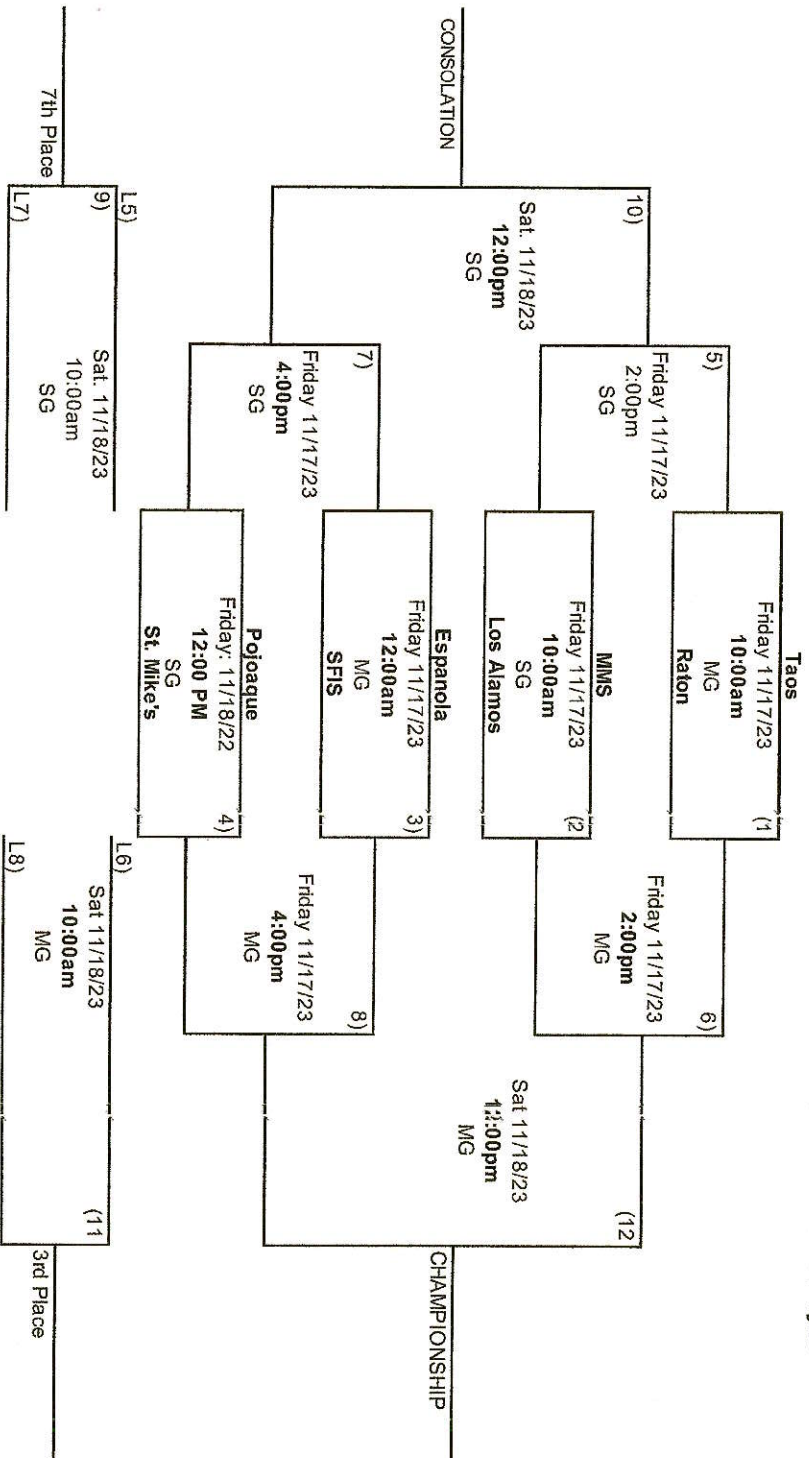 Taos
Friday 11/17/23
10:00am
MG
Raton
(1
MMS
Friday 11/17/23
10:00am
SG
Los Alamos
(2
Espanola
Friday 11/17/23
12:00am
MG
SFIS
3)
Pojoaque
Friday: 11/18/22
12:00 PM
SG
St. Mike's
4)
5)
Friday 11/17/23
2:00pm
SG
7)
Friday 11/17/23
4:00pm
SG
10)
Sat. 11/18/23
12:00pm
SG
CONSOLATION
6)
Friday 11/17/23
2:00pm
MG
8)
Friday 11/17/23
4:00pm
MG
(12
Sat 11/18/23
12:00pm
MG
CHAMPIONSHIP
L5)
9)
Sat. 11/18/23
10:00am
SG
L7)
7th Place
L6)
Sat 11/18/23
10:00am
MG
(11
L8)
3rd Place